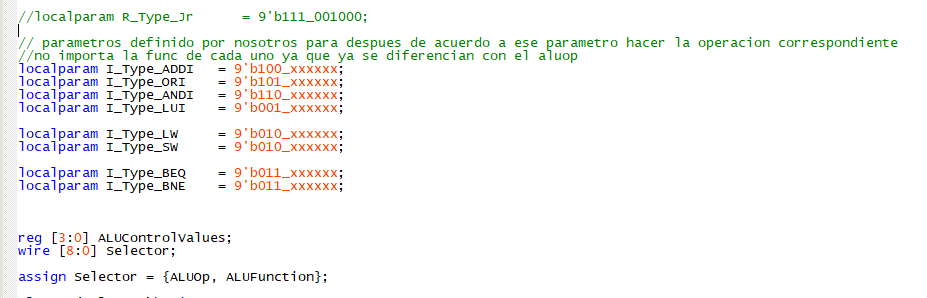 //localparam R_Type_Jr = 9'b111_001000;
// parametros definido por nosotros para despues de acuerdo a ese parametro hacer la operacion correspondiente
//no importa la func de cada uno ya que ya se diferencian con el aluop
localparam I_Type_ADDI = 9'b100_xxxxxx;
localparam I_Type_ORI = 9'b101_xxxxxx;
localparam I_Type_ANDI = 9'b110_xxxxxx;
localparam I_Type_LUI = 9'b001_xxxxxx;
localparam I_Type_LW = 9'b010_xxxxxx;
localparam I_Type_SW = 9'b010_xxxxxx;
localparam I_Type_BEQ = 9'b011_xxxxxx;
localparam I_Type_BNE = 9'b011_xxxxxx;
reg [3:0] ALUControlValues;
wire [8:0] Selector;
assign Selector = {ALUOp, ALUFunction};